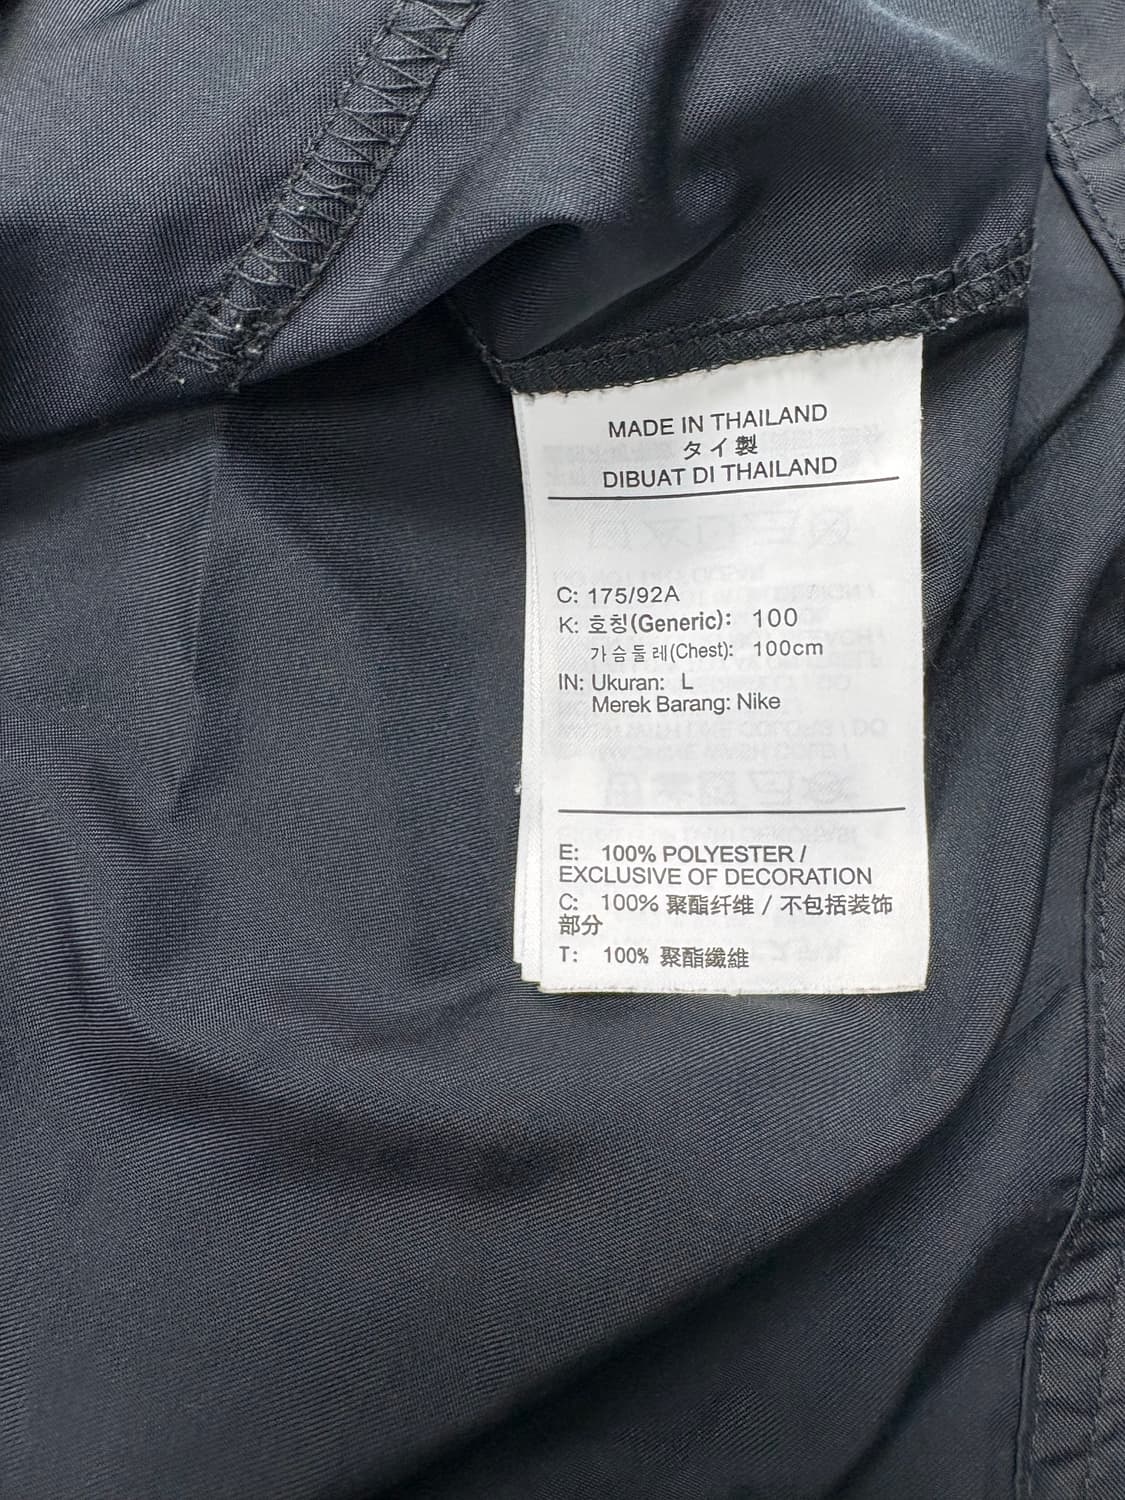 MADE IN THAILAND
タイ製
DIBUAT DI THAILAND
C: 175/92A
K: 호칭(Generic): 100
가슴둘레(Chest): 100cm
IN: Ukuran: L
Merek Barang: Nike
E: 100% POLYESTER /
EXCLUSIVE OF DECORATION
C: 100% 聚酯纤维 / 不包括装饰
部分
T: 100% 聚酯纖維